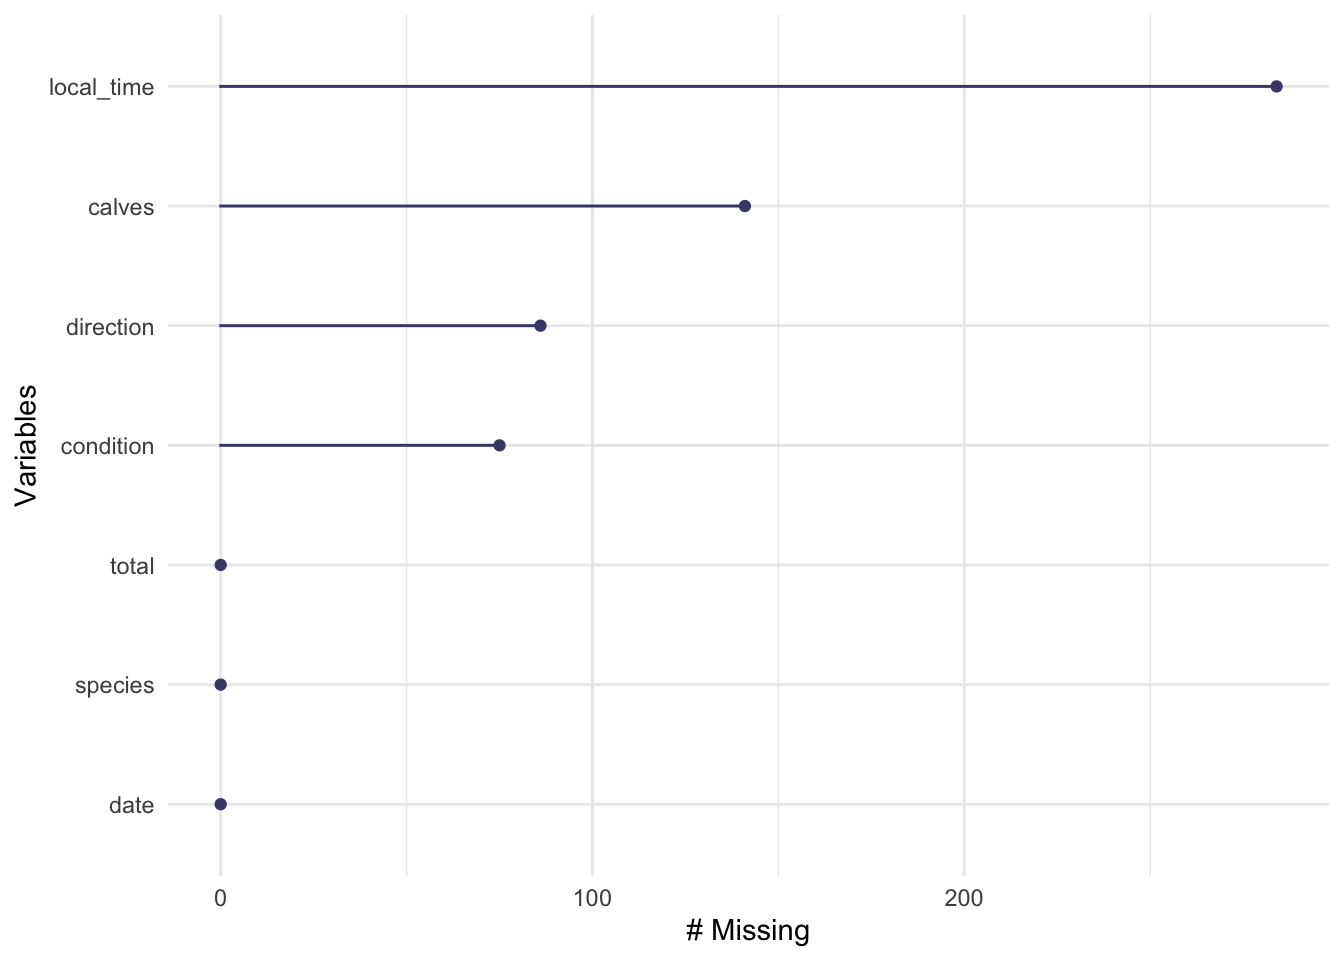 local_time
calves
direction
condition
total
species
date
Variables
0 100 200
# Missing